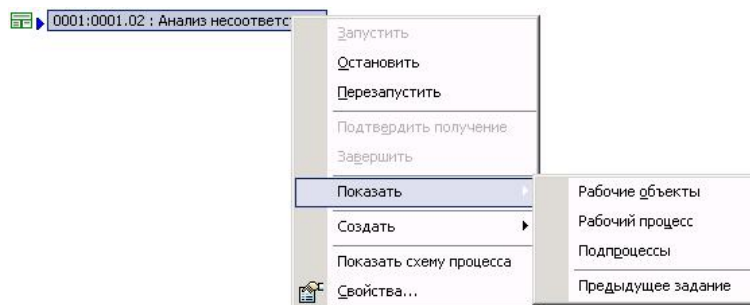 0001:0001.02 : Анализ несоответс
Запустить
Остановить
Перезапустить
Подтвердить получение
Завершить
Показать
Создать
Показать схему процесса
Свойства...
Рабочие объекты
Рабочий процесс
Подпроцессы
Предыдущее задание